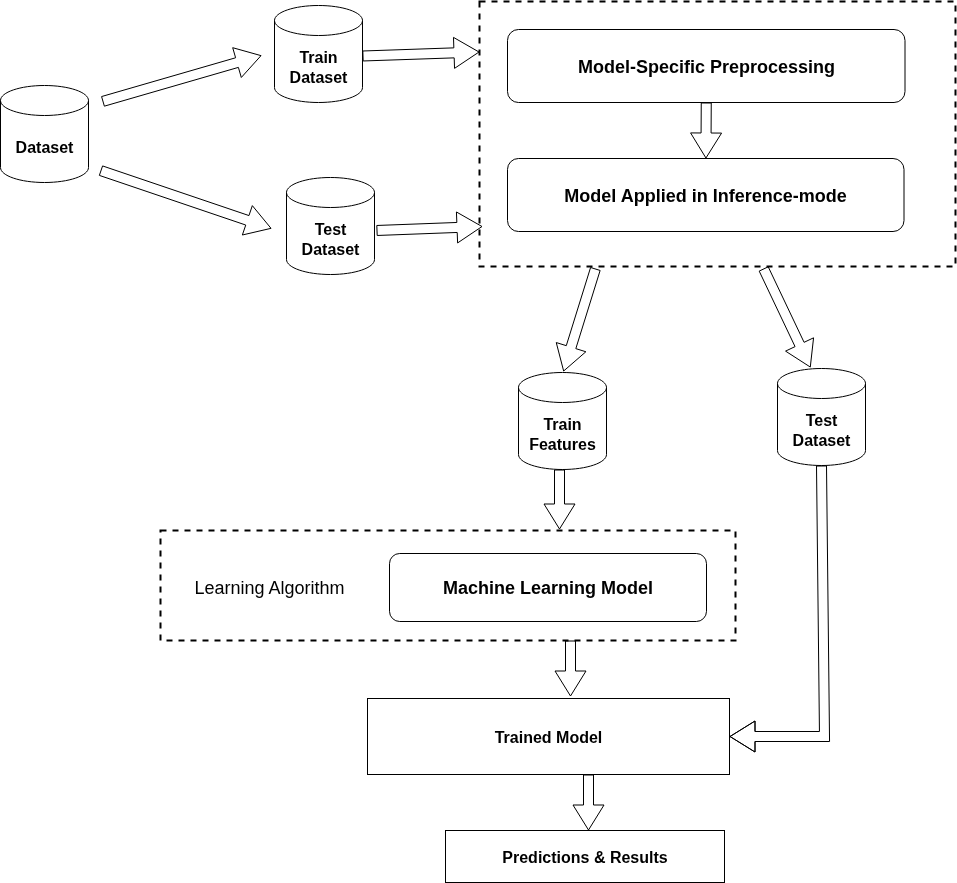 Train
Dataset
Model-Specific Preprocessing
Dataset
Model Applied in Inference-mode
Test
Dataset
Train
Features
Test
Dataset
Learning Algorithm
Machine Learning Model
Trained Model
Predictions & Results